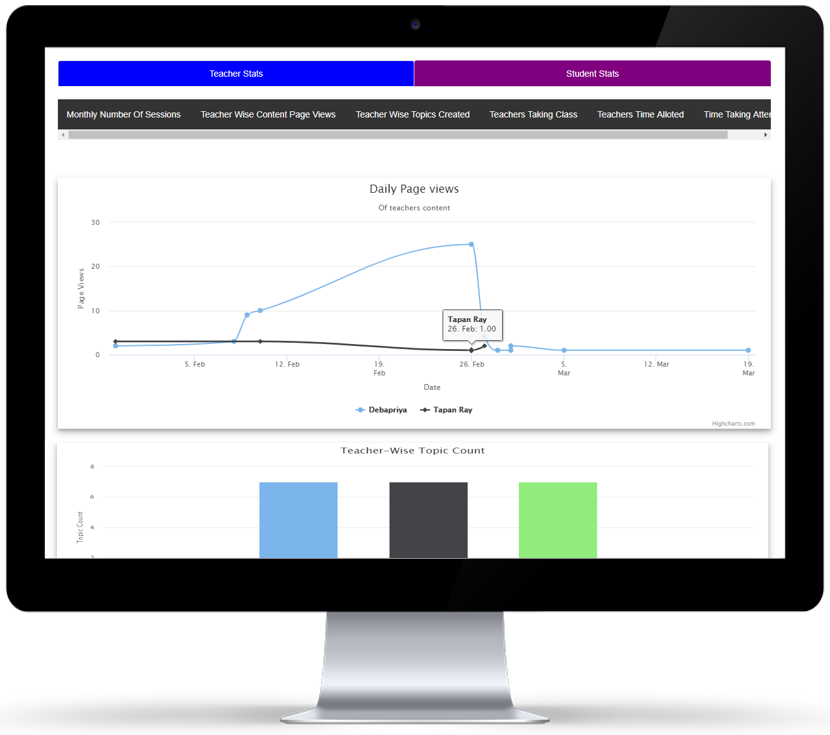 Teacher Stats
Student Stats
Monthly Number Of Sessions
Teacher Wise Content Page Views
Teacher Wise Topics Created
Teachers Taking Class
Teachers Time Alloted
Time Taking Atter
Daily Page views
Of teachers content
30
20
10
0
Page Views
Tapan Ray
26. Feb: 1.00
5. Feb
12. Feb
19.
Feb
26. Feb
5.
Mar
12. Mar
19.
Mar
Date
Debapriya
Tapan Ray
Highcharts.com
Teacher-Wise Topic Count
8
6
4
2
Topic Count